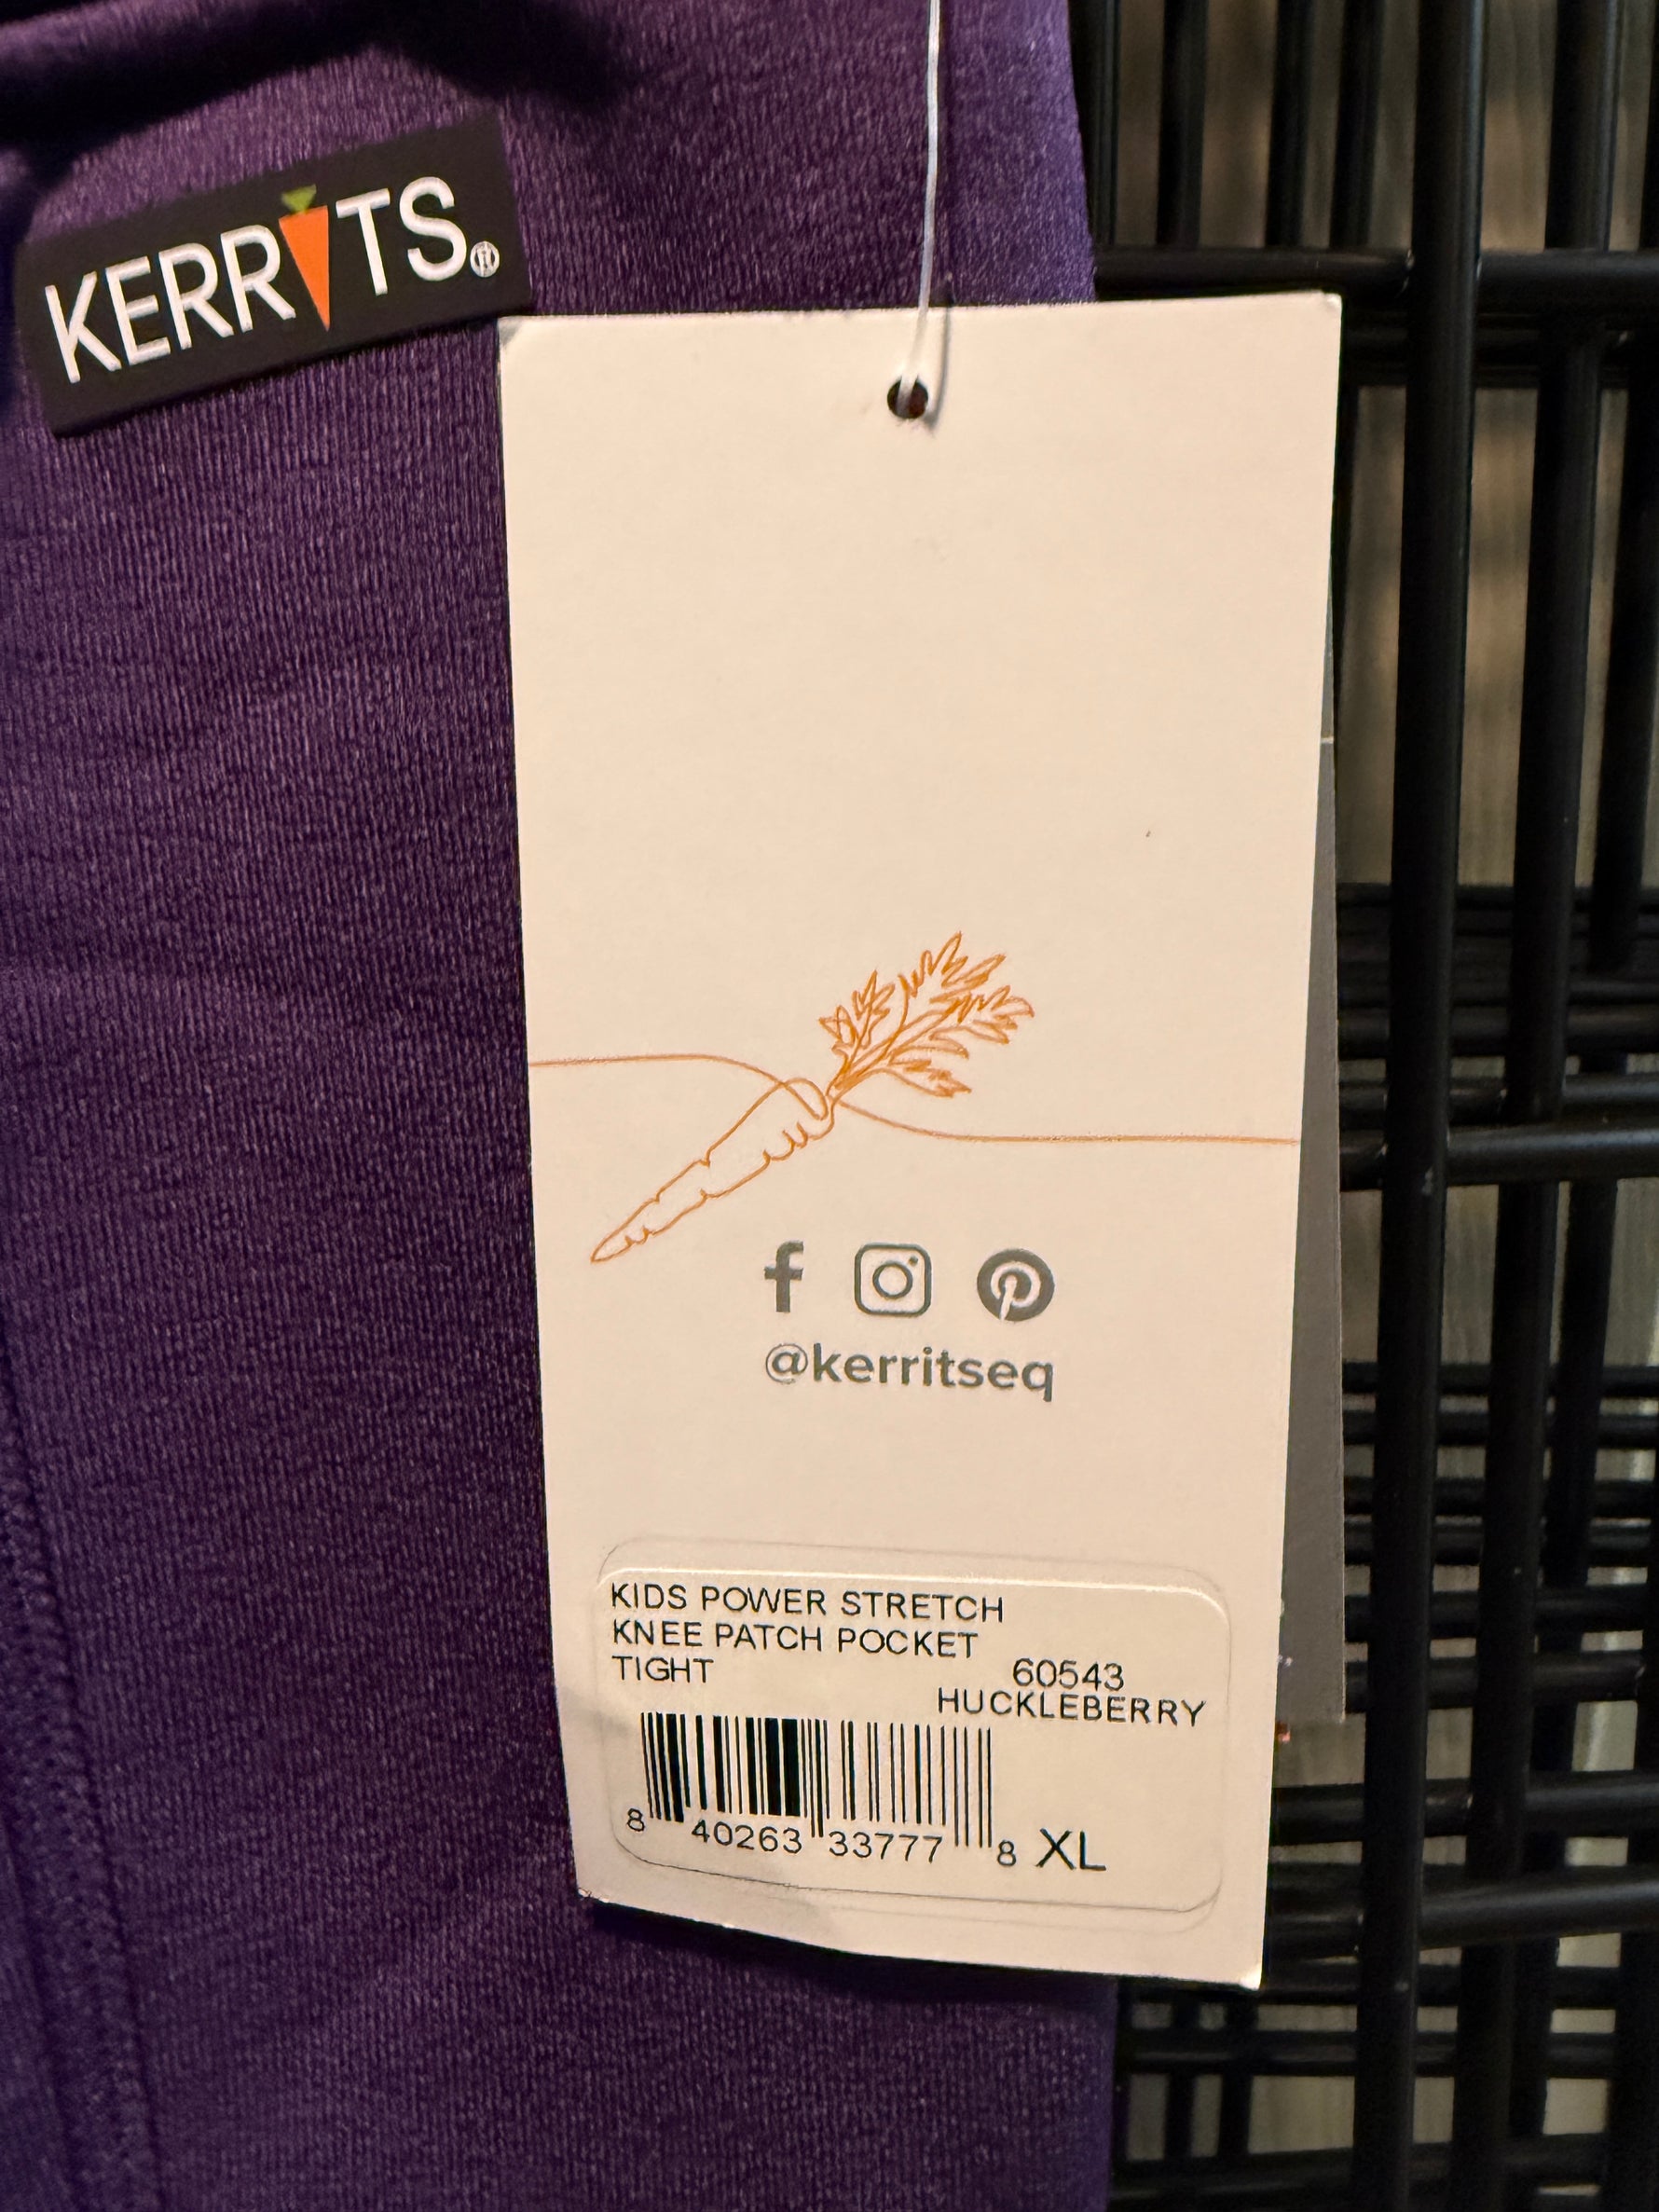 KERRITS®
@kerritseq
KIDS POWER STRETCH
KNEE PATCH POCKET
TIGHT 60543
HUCKLEBERRY
8 40263 33777 8 XL